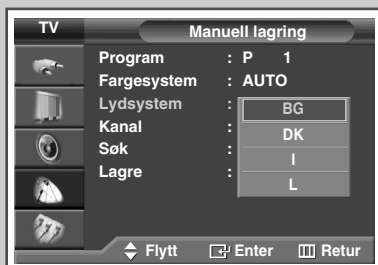 TV
Manuell lagring
Program : P 1
Fargesystem : AUTO
Lydsystem :
BG
Kanal :
DK
Søk :
I
Lagre :
L
Flytt Enter Retur